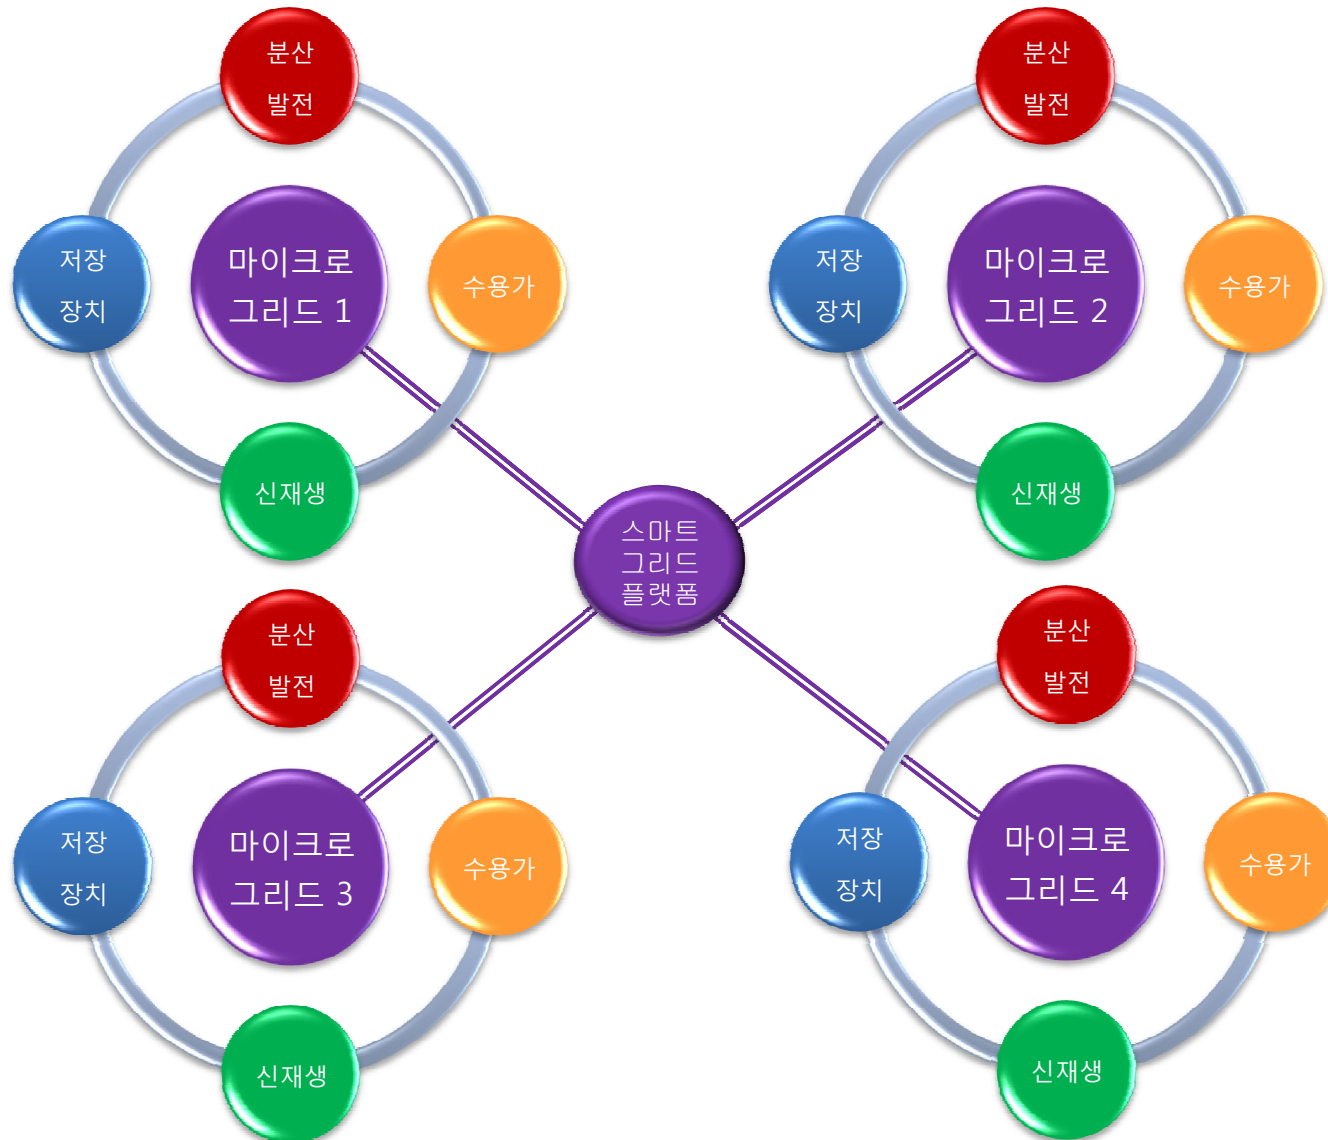 분산
발전
저장
장치
마이크로
그리드 1
수용가
신재생
분산
발전
저장
장치
마이크로
그리드 2
수용가
신재생
스마트
그리드
플랫폼
분산
발전
저장
장치
마이크로
그리드 3
수용가
신재생
분산
발전
저장
장치
마이크로
그리드 4
수용가
신재생